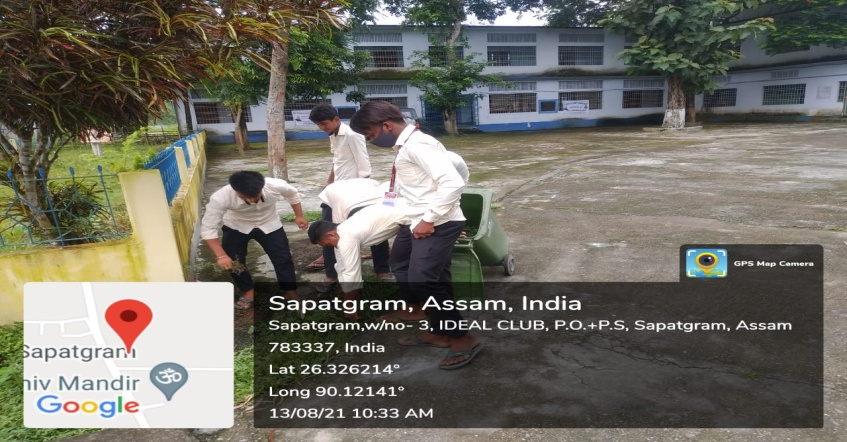 GPS Map Camera
Sapatgram, Assam, India
Sapatgram,w/no- 3, IDEAL CLUB, P.O.+P.S, Sapatgram, Assam
783337, India
Lat 26.326214°
Long 90.12141°
13/08/21 10:33 AM
Sapatgram
Mandir
ॐ
Google